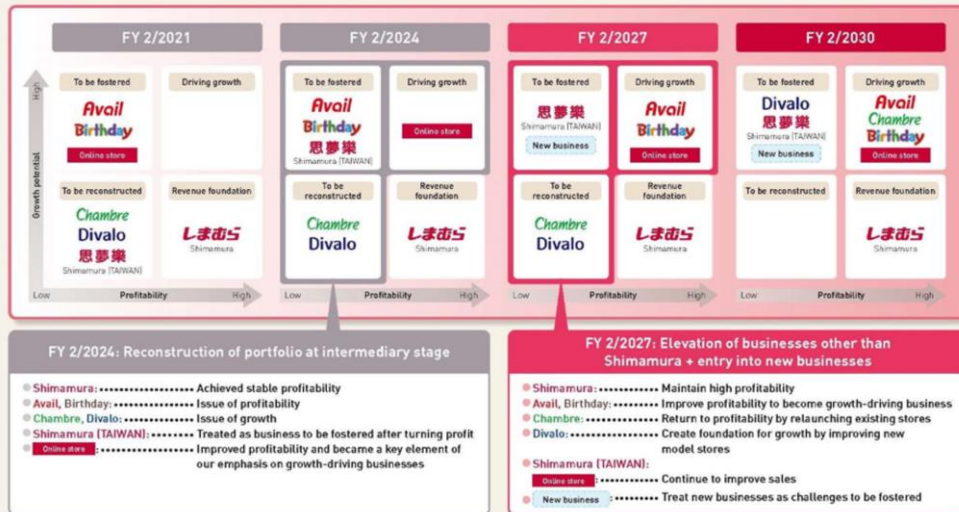 FY 2/2021
FY 2/2024
FY 2/2027
FY 2/2030
High
Growth potential
To be fostered
Driving growth
Avail
Birthday
Online store
To be reconstructed
Revenue foundation
Chambre
Divalo
思夢樂
Shimamura [TAIWAN]
しまむら
Shimamura
Low
Profitability
High
To be fostered
Driving growth
Avail
Birthday
思夢樂
Shimamura [TAIWAN]
Online store
To be
reconstructed
Revenue
foundation
Chambre
Divalo
しまむら
Shimamura
Low
Profitability
High
To be fostered
Driving growth
思夢樂
Shimamura [TAIWAN]
New business
Avail
Birthday
Online store
To be
reconstructed
Revenue
foundation
Chambre
Divalo
しまむら
Shimamura
Low
Profitability
High
To be fostered
Driving growth
Divalo
思夢樂
Shimamura [TAIWAN]
New business
Avail
Chambre
Birthday
Online store
To be reconstructed
Revenue foundation
しまむら
Shimamura
Low
Profitability
High
FY 2/2024: Reconstruction of portfolio at intermediary stage
Shimamura: Achieved stable profitability
Avail, Birthday: Issue of profitability
Chambre, Divalo: Issue of growth
Shimamura [TAIWAN]: Treated as business to be fostered after turning profit
Online store : Improved profitability and became a key element of
our emphasis on growth-driving businesses
FY 2/2027: Elevation of businesses other than
Shimamura + entry into new businesses
Shimamura: Maintain high profitability
Avail, Birthday: Improve profitability to become growth-driving business
Chambre: Return to profitability by relaunching existing stores
Divalo: Create foundation for growth by improving new
model stores
Shimamura [TAIWAN]:
Online store : Continue to improve sales
New business : Treat new businesses as challenges to be fostered